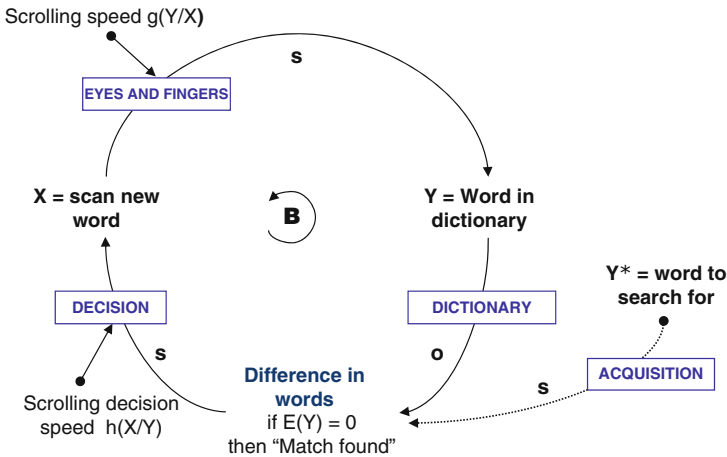 Scrolling speed g(Y/X)
s
EYES AND FINGERS
X = scan new
word
B
Y = Word in
dictionary
Y* = word to
search for
DECISION
DICTIONARY
s
o
Difference in
words
if E(Y) = 0
then “Match found”
s
ACQUISITION
Scrolling decision
speed h(X/Y)